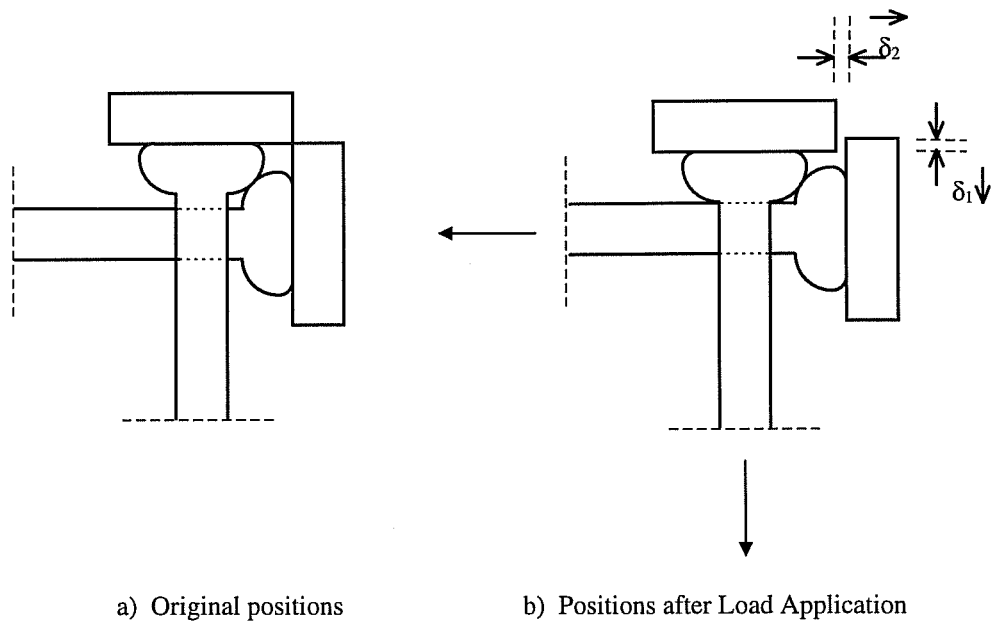 δ2
δ1
a) Original positions
b) Positions after Load Application